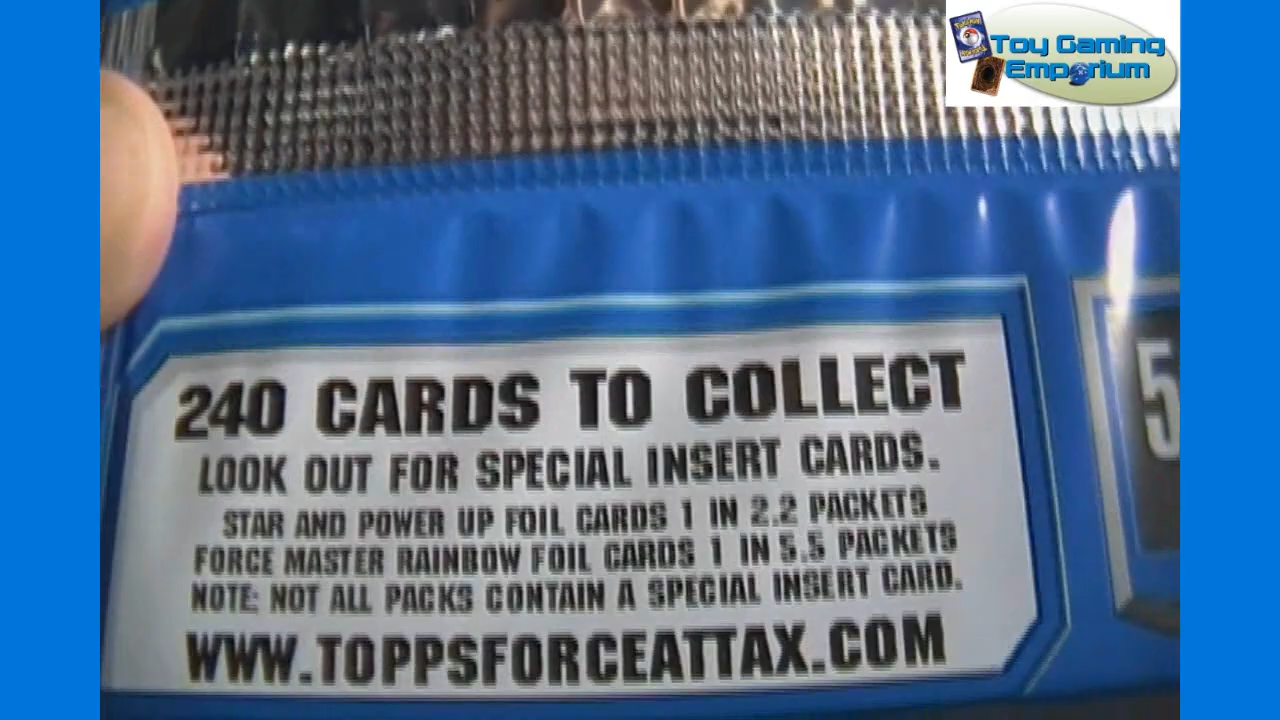 Toy Gaming
Emporium
240 CARDS TO COLLECT
LOOK OUT FOR SPECIAL INSERT CARDS.
STAR AND POWER UP FOIL CARDS 1 IN 2.2 PACKETS
FORCE MASTER RAINBOW FOIL CARDS 1 IN 5.5 PACKETS
NOTE: NOT ALL PACKS CONTAIN A SPECIAL INSERT CARD.
WWW.TOPPSFORCEATTAX.COM
5